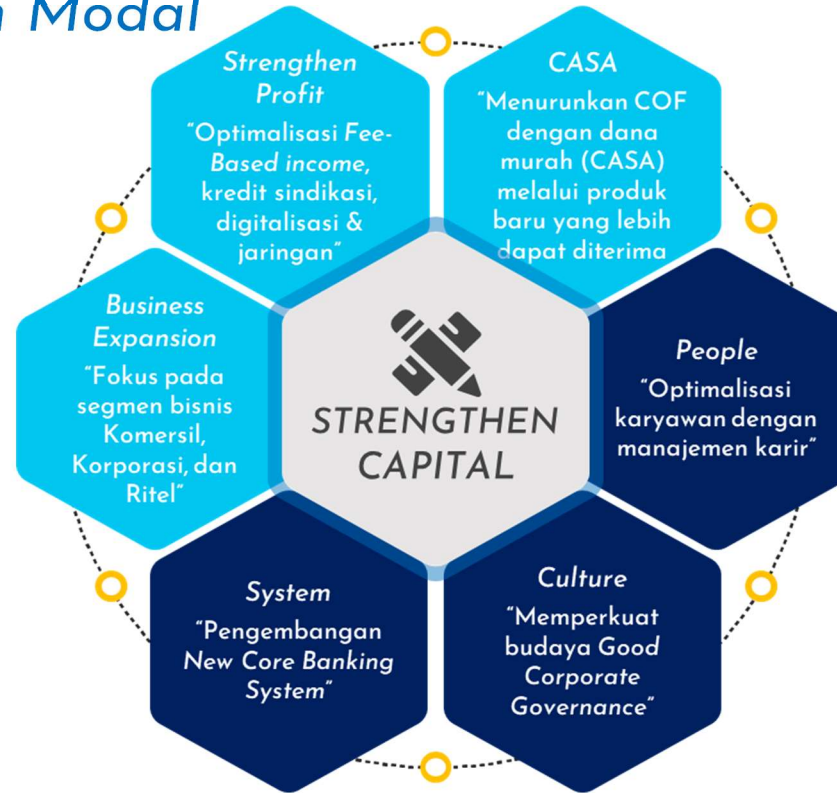 Modal
Strengthen
Profit
“Optimalisasi Fee-
Based income,
kredit sindikasi,
digitalisasi &
jaringan”
CASA
“Menurunkan COF
dengan dana
murah (CASA)
melalui produk
baru yang lebih
dapat diterima
Business
Expansion
“Fokus pada
segmen bisnis
Komersil,
Korporasi, dan
Ritel”
STRENGTHEN
CAPITAL
People
“Optimalisasi
karyawan dengan
manajemen karir”
System
“Pengembangan
New Core Banking
System”
Culture
“Memperkuat
budaya Good
Corporate
Governance”